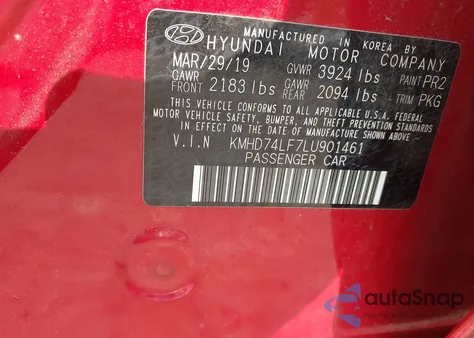 MANUFACTURED IN KOREA BY
HYUNDAI MOTOR COMPANY
MAR/29/19 GVWR 3924 lbs PAINT PR2
GAWR FRONT 2183 lbs GAWR REAR 2094 lbs TRIM PKG
THIS VEHICLE CONFORMS TO ALL APPLICABLE U.S.A. FEDERAL
MOTOR VEHICLE SAFETY, BUMPER, AND THEFT PREVENTION STANDARDS
IN EFFECT ON THE DATE OF MANUFACTURE SHOWN ABOVE.
V.I.N KMHD74LF7LU901461
PASSENGER CAR
autoSnap